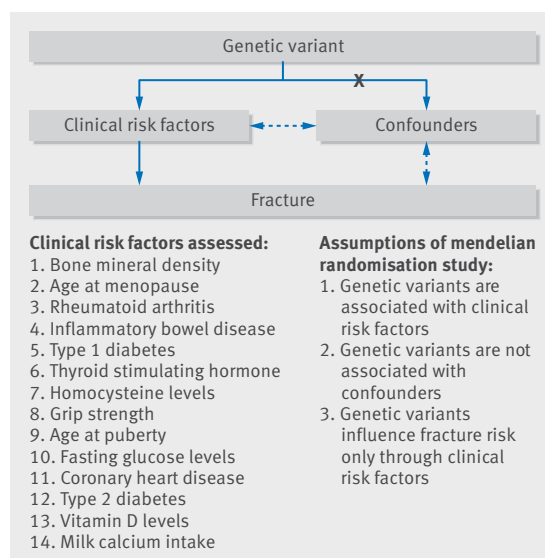 Genetic variant
X
Clinical risk factors
Confounders
Fracture
Clinical risk factors assessed:
1. Bone mineral density
2. Age at menopause
3. Rheumatoid arthritis
4. Inflammatory bowel disease
5. Type 1 diabetes
6. Thyroid stimulating hormone
7. Homocysteine levels
8. Grip strength
9. Age at puberty
10. Fasting glucose levels
11. Coronary heart disease
12. Type 2 diabetes
13. Vitamin D levels
14. Milk calcium intake
Assumptions of mendelian
randomisation study:
1. Genetic variants are
associated with clinical
risk factors
2. Genetic variants are not
associated with
confounders
3. Genetic variants
influence fracture risk
only through clinical
risk factors